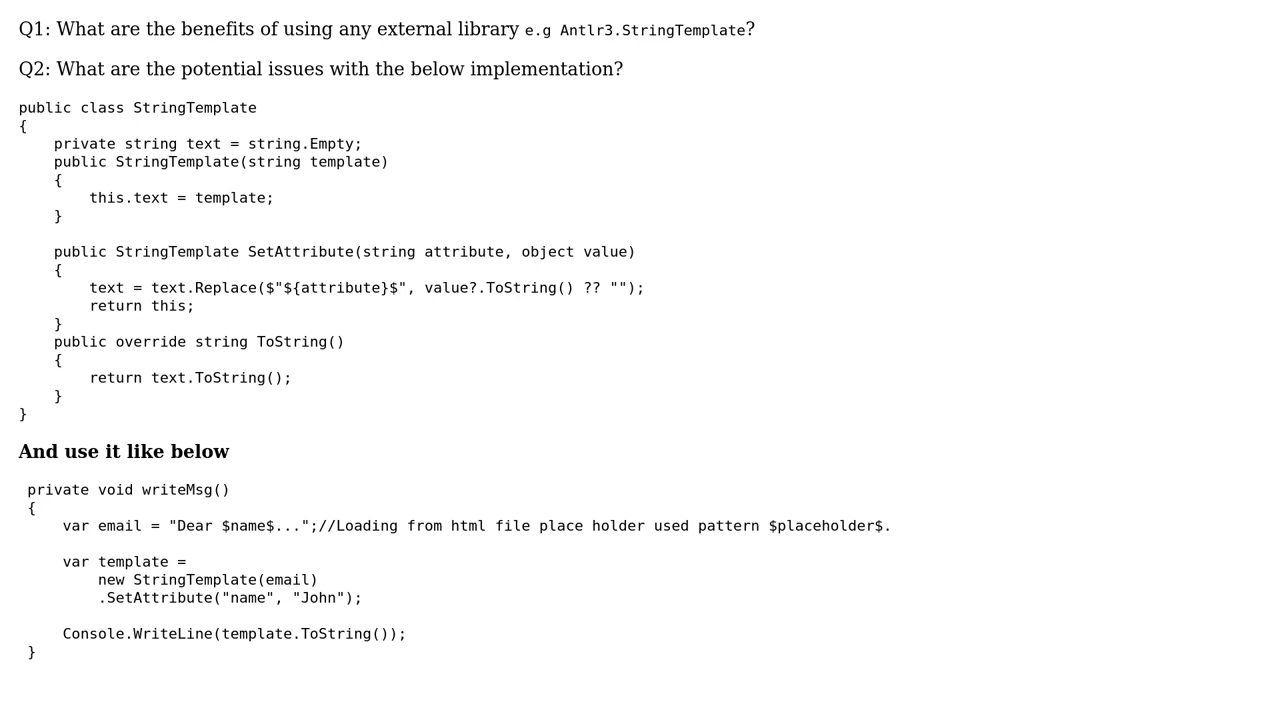 Q1: What are the benefits of using any external library e.g Antlr3.StringTemplate?
Q2: What are the potential issues with the below implementation?
public class StringTemplate
{
    private string text = string.Empty;
    public StringTemplate(string template)
    {
        this.text = template;
    }

    public StringTemplate SetAttribute(string attribute, object value)
    {
        text = text.Replace($"${attribute}$", value?.ToString() ?? "");
        return this;
    }
    public override string ToString()
    {
        return text.ToString();
    }
}
And use it like below
 private void writeMsg()
 {
     var email = "Dear $name$...";//Loading from html file place holder used pattern $placeholder$.

     var template =
         new StringTemplate(email)
         .SetAttribute("name", "John");

     Console.WriteLine(template.ToString());
 }